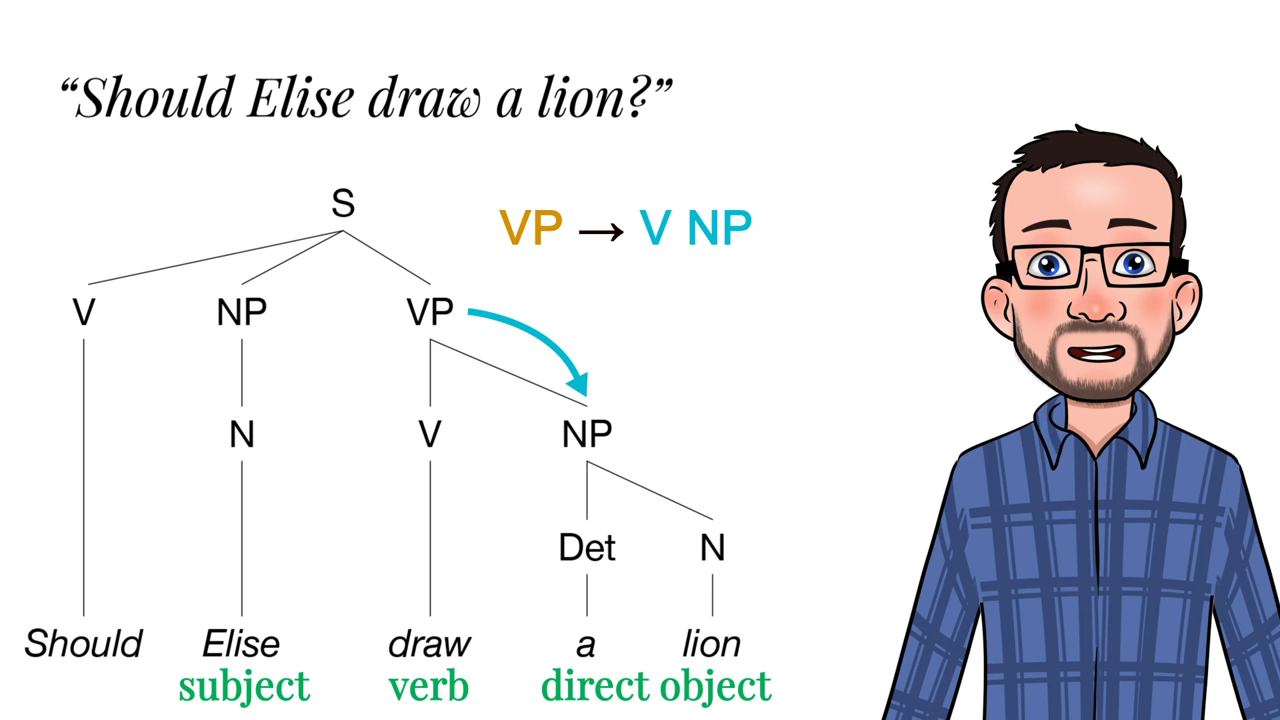 “Should Elise draw a lion?”
S
VP → V NP
V NP VP
N V NP
Det N
Should Elise draw a lion
subject verb direct object